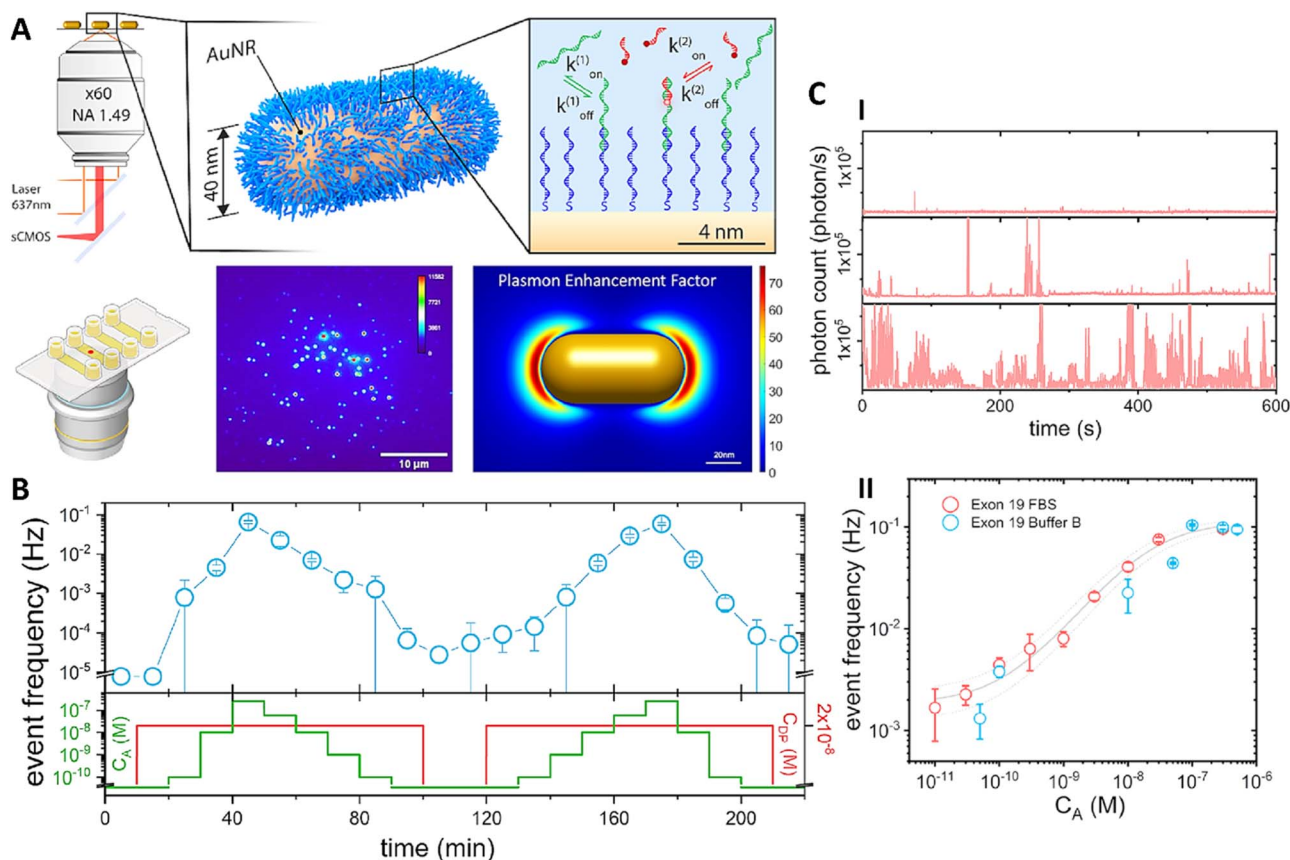 A
x60
NA 1.49
Laser
637nm
sCMOS
AuNR
40 nm
k(1)on
k(1)off
k(2)on
k(2)off
S S S S S S S S
4 nm
11562
7721
3861
0
10 µm
Plasmon Enhancement Factor
20nm
70
60
50
40
30
20
10
0
B
event frequency (Hz)
10-1
10-2
10-3
10-4
10-5
CA (M)
10-7
10-8
10-9
10-10
CDP (M)
2x10-8
0 40 80 120 160 200
time (min)
C
I
photon count (photon/s)
1x105
1x105
1x105
0 200 400 600
time (s)
II
Exon 19 FBS
Exon 19 Buffer B
event frequency (Hz)
10-1
10-2
10-3
10-11 10-10 10-9 10-8 10-7 10-6
CA (M)